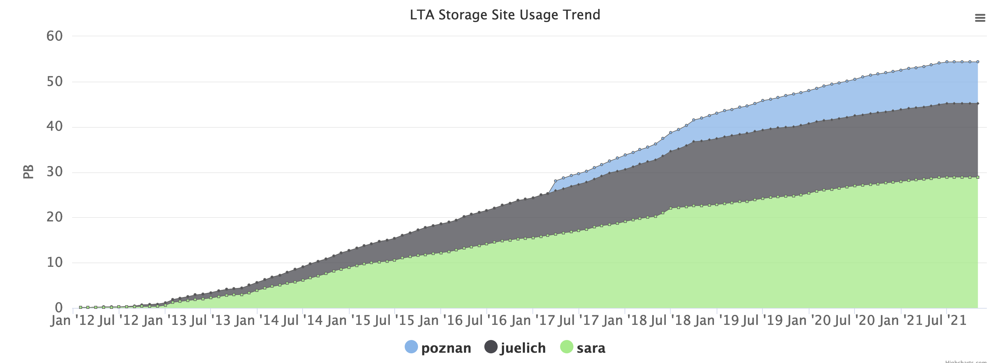 LTA Storage Site Usage Trend
60
50
40
30
20
10
0
PB
Jan '12 Jul '12 Jan '13 Jul '13 Jan '14 Jul '14 Jan '15 Jul '15 Jan '16 Jul '16 Jan '17 Jul '17 Jan '18 Jul '18 Jan '19 Jul '19 Jan '20 Jul '20 Jan '21 Jul '21
poznan juelich sara
Highcharts.com